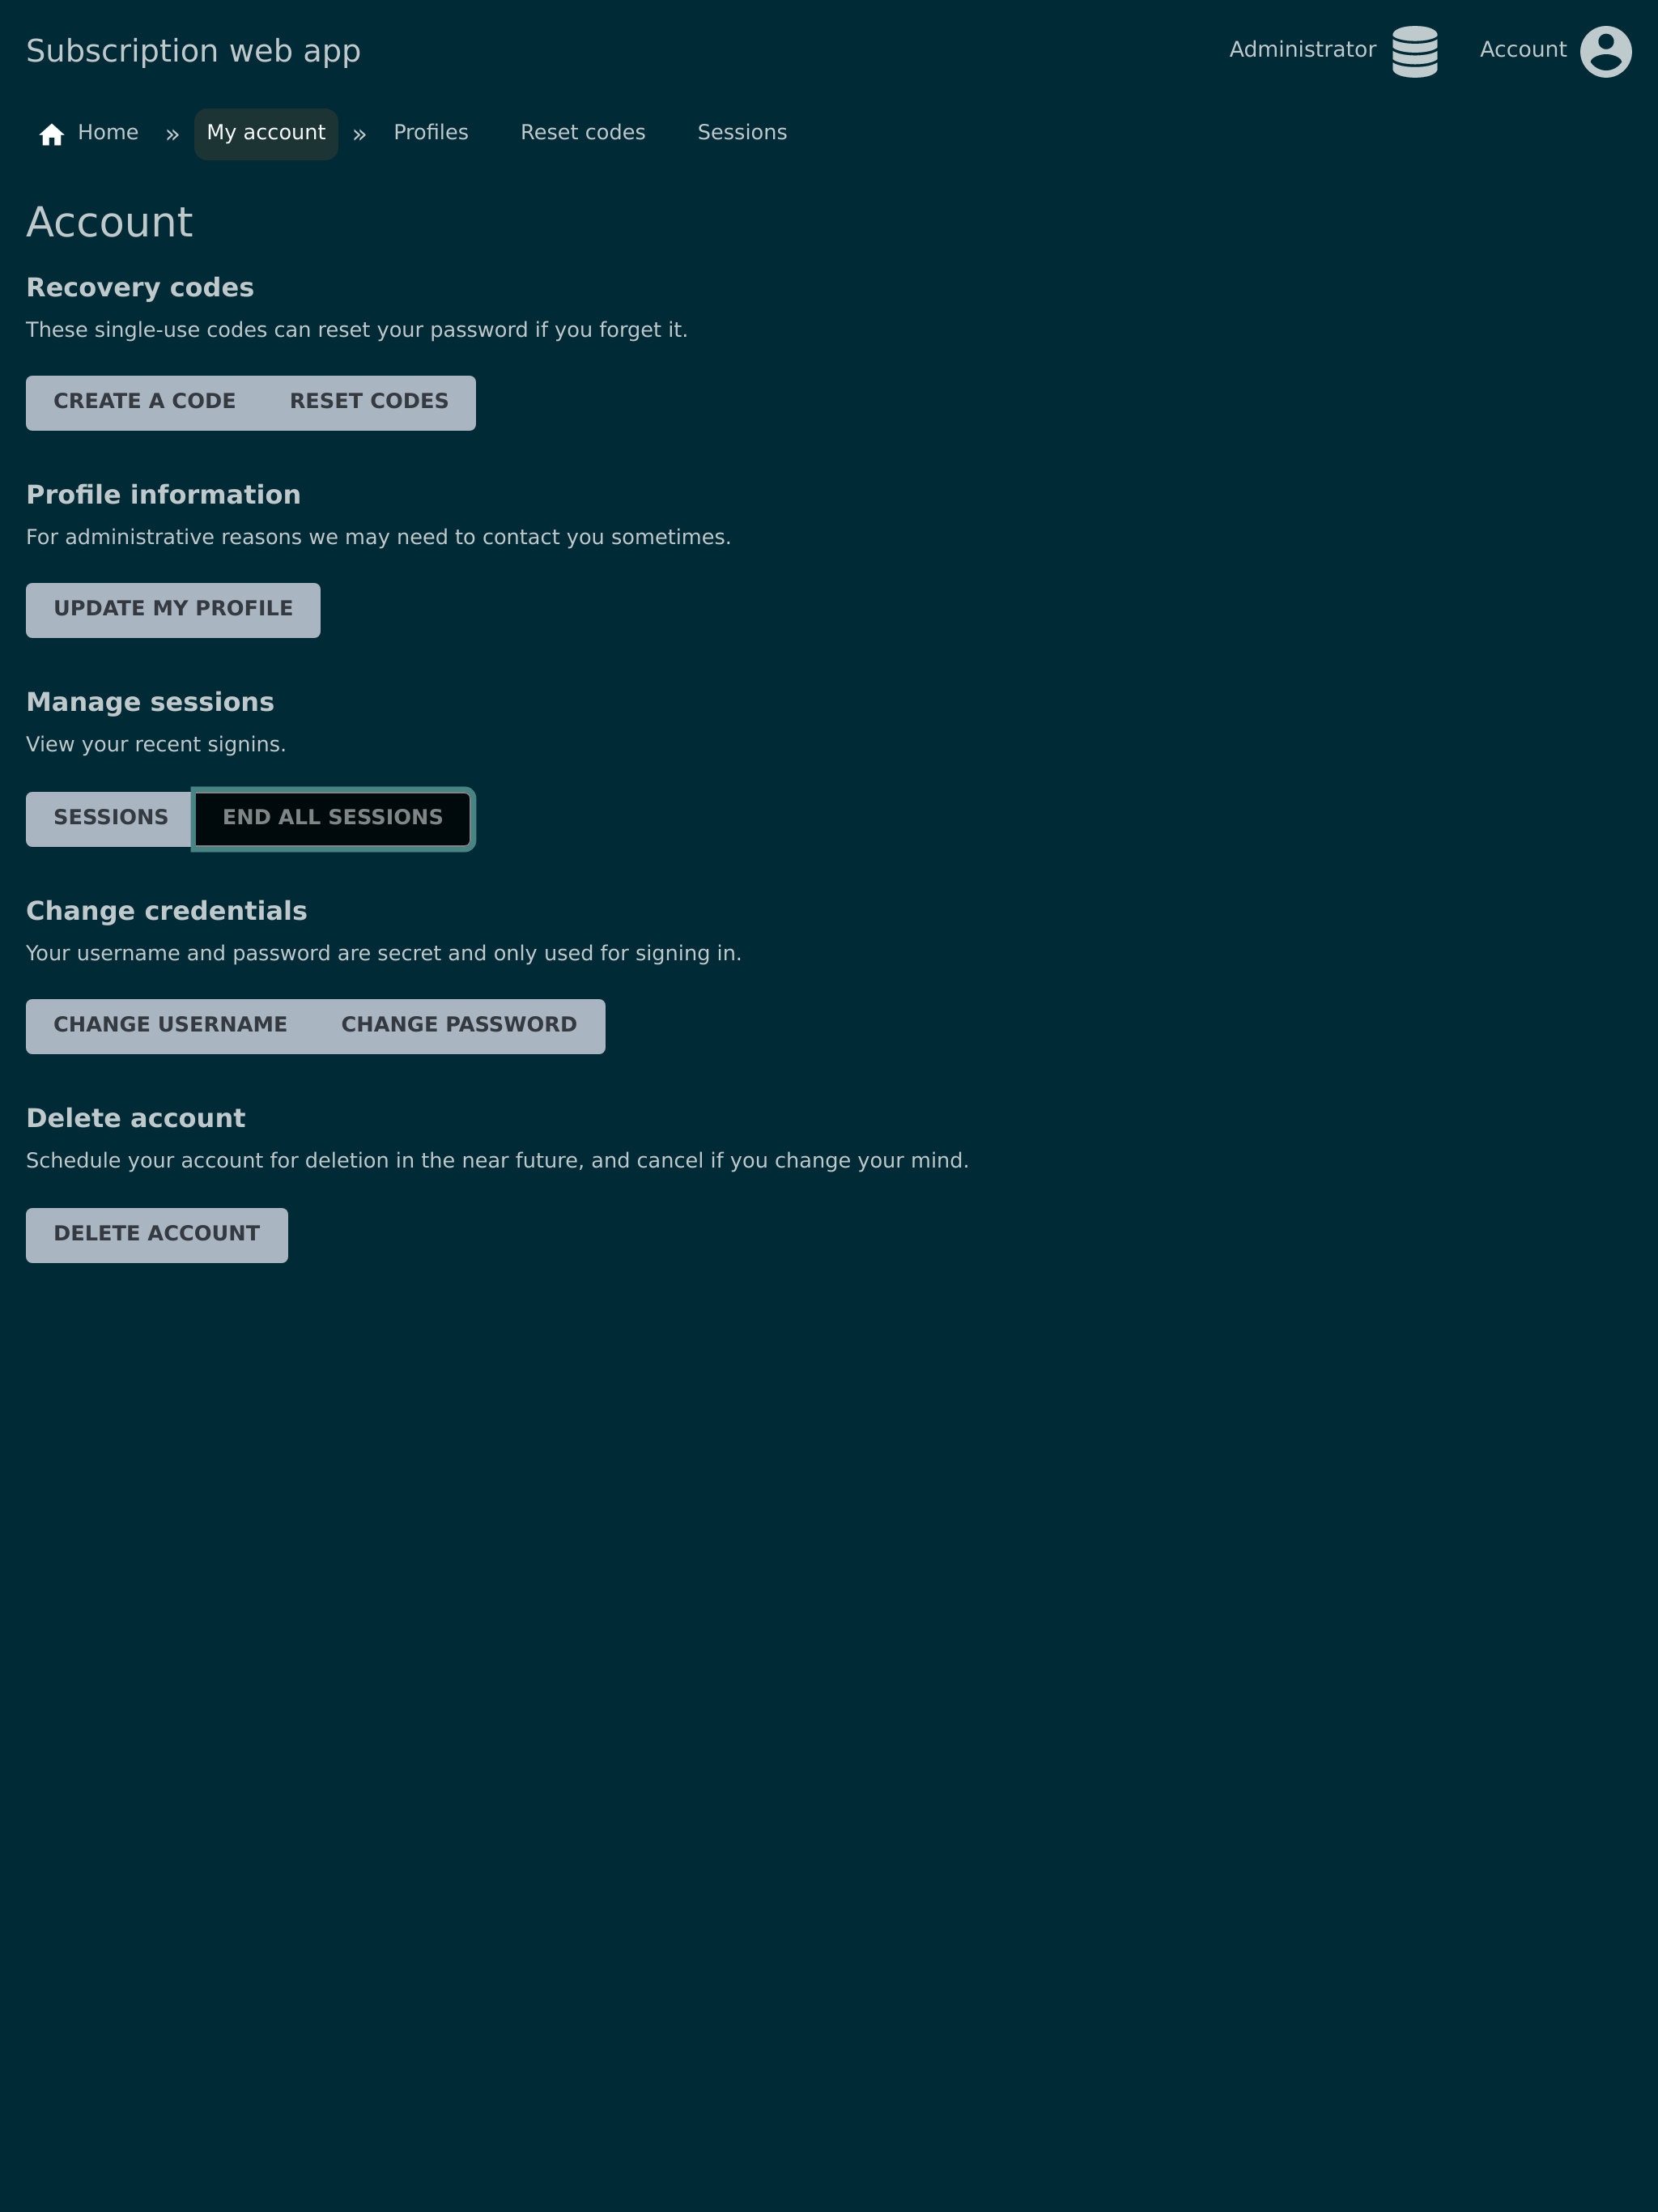 Subscription web app
Administrator
Account
Home » My account » Profiles Reset codes Sessions
Account
Recovery codes
These single-use codes can reset your password if you forget it.
CREATE A CODE RESET CODES
Profile information
For administrative reasons we may need to contact you sometimes.
UPDATE MY PROFILE
Manage sessions
View your recent signins.
SESSIONS END ALL SESSIONS
Change credentials
Your username and password are secret and only used for signing in.
CHANGE USERNAME CHANGE PASSWORD
Delete account
Schedule your account for deletion in the near future, and cancel if you change your mind.
DELETE ACCOUNT